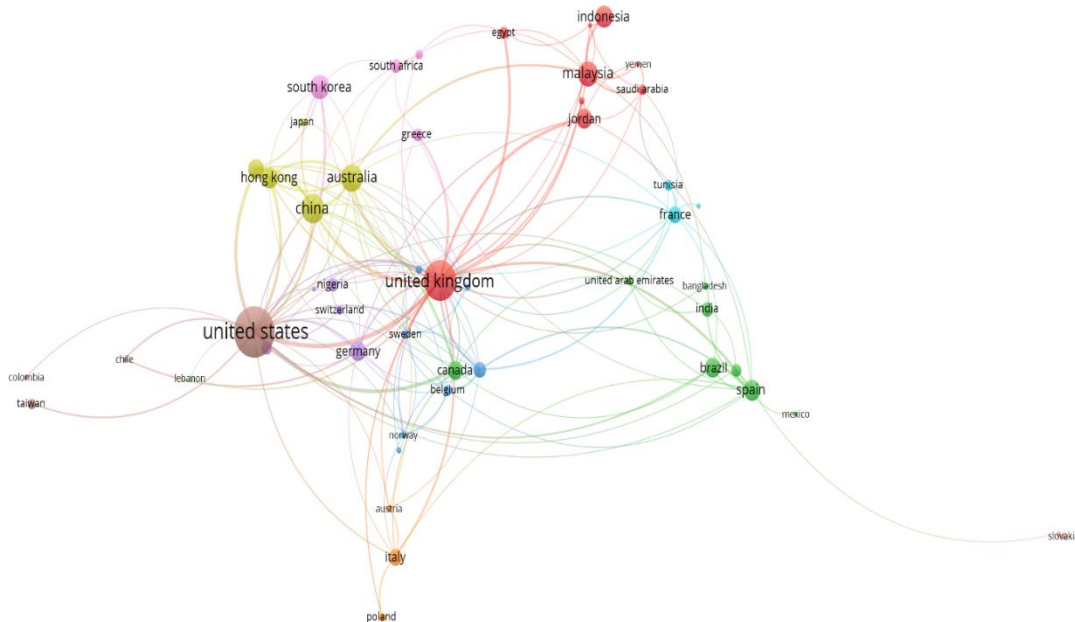 indonesia
egypt
south africa
yemen
malaysia
south korea
saudi arabia
japan
jordan
greece
hong kong
australia
tunisia
china
france
united kingdom
united arab emirates
nigeria
bangladesh
switzerland
india
united states
sweden
germany
chile
canada
brazil
colombia
lebanon
belgium
spain
taiwan
mexico
norway
austria
slovaki
italy
poland